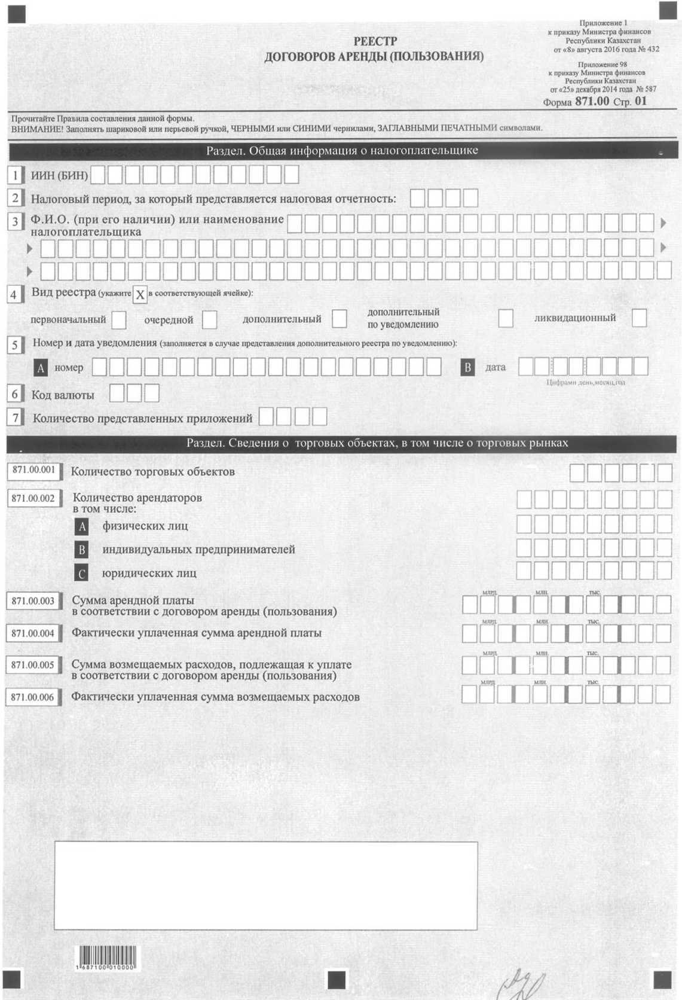 Приложение 1
к приказу Министра финансов
Республики Казахстан
от «8» августа 2016 года № 432
РЕЕСТР
ДОГОВОРОВ АРЕНДЫ (ПОЛЬЗОВАНИЯ)
Приложение 98
к приказу Министра финансов
Республики Казахстан
от «25» декабря 2014 года № 587
Форма 871.00 Стр. 01
Прочитайте Правила составления данной формы.
ВНИМАНИЕ! Заполнять шариковой или перьевой ручкой, ЧЕРНЫМИ или СИНИМИ чернилами, ЗАГЛАВНЫМИ ПЕЧАТНЫМИ символами.
Раздел. Общая информация о налогоплательщике
1 ИИН (БИН)
2 Налоговый период, за который представляется налоговая отчетность:
3 Ф.И.О. (при его наличии) или наименование
налогоплательщика
4 Вид реестра (укажите X в соответствующей ячейке):
первоначальный очередной дополнительный дополнительный по уведомлению ликвидационный
5 Номер и дата уведомления (заполняется в случае представления дополнительного реестра по уведомлению):
A номер B дата
Цифрами день, месяц, год
6 Код валюты
7 Количество представленных приложений
Раздел. Сведения о торговых объектах, в том числе о торговых рынках
871.00.001 Количество торговых объектов
871.00.002 Количество арендаторов
в том числе:
A физических лиц
B индивидуальных предпринимателей
C юридических лиц
млрд. млн. тыс.
871.00.003 Сумма арендной платы
в соответствии с договором аренды (пользования)
млрд. млн. тыс.
871.00.004 Фактически уплаченная сумма арендной платы
млрд. млн. тыс.
871.00.005 Сумма возмещаемых расходов, подлежащая к уплате
в соответствии с договором аренды (пользования)
млрд. млн. тыс.
871.00.006 Фактически уплаченная сумма возмещаемых расходов
1 687100 010000